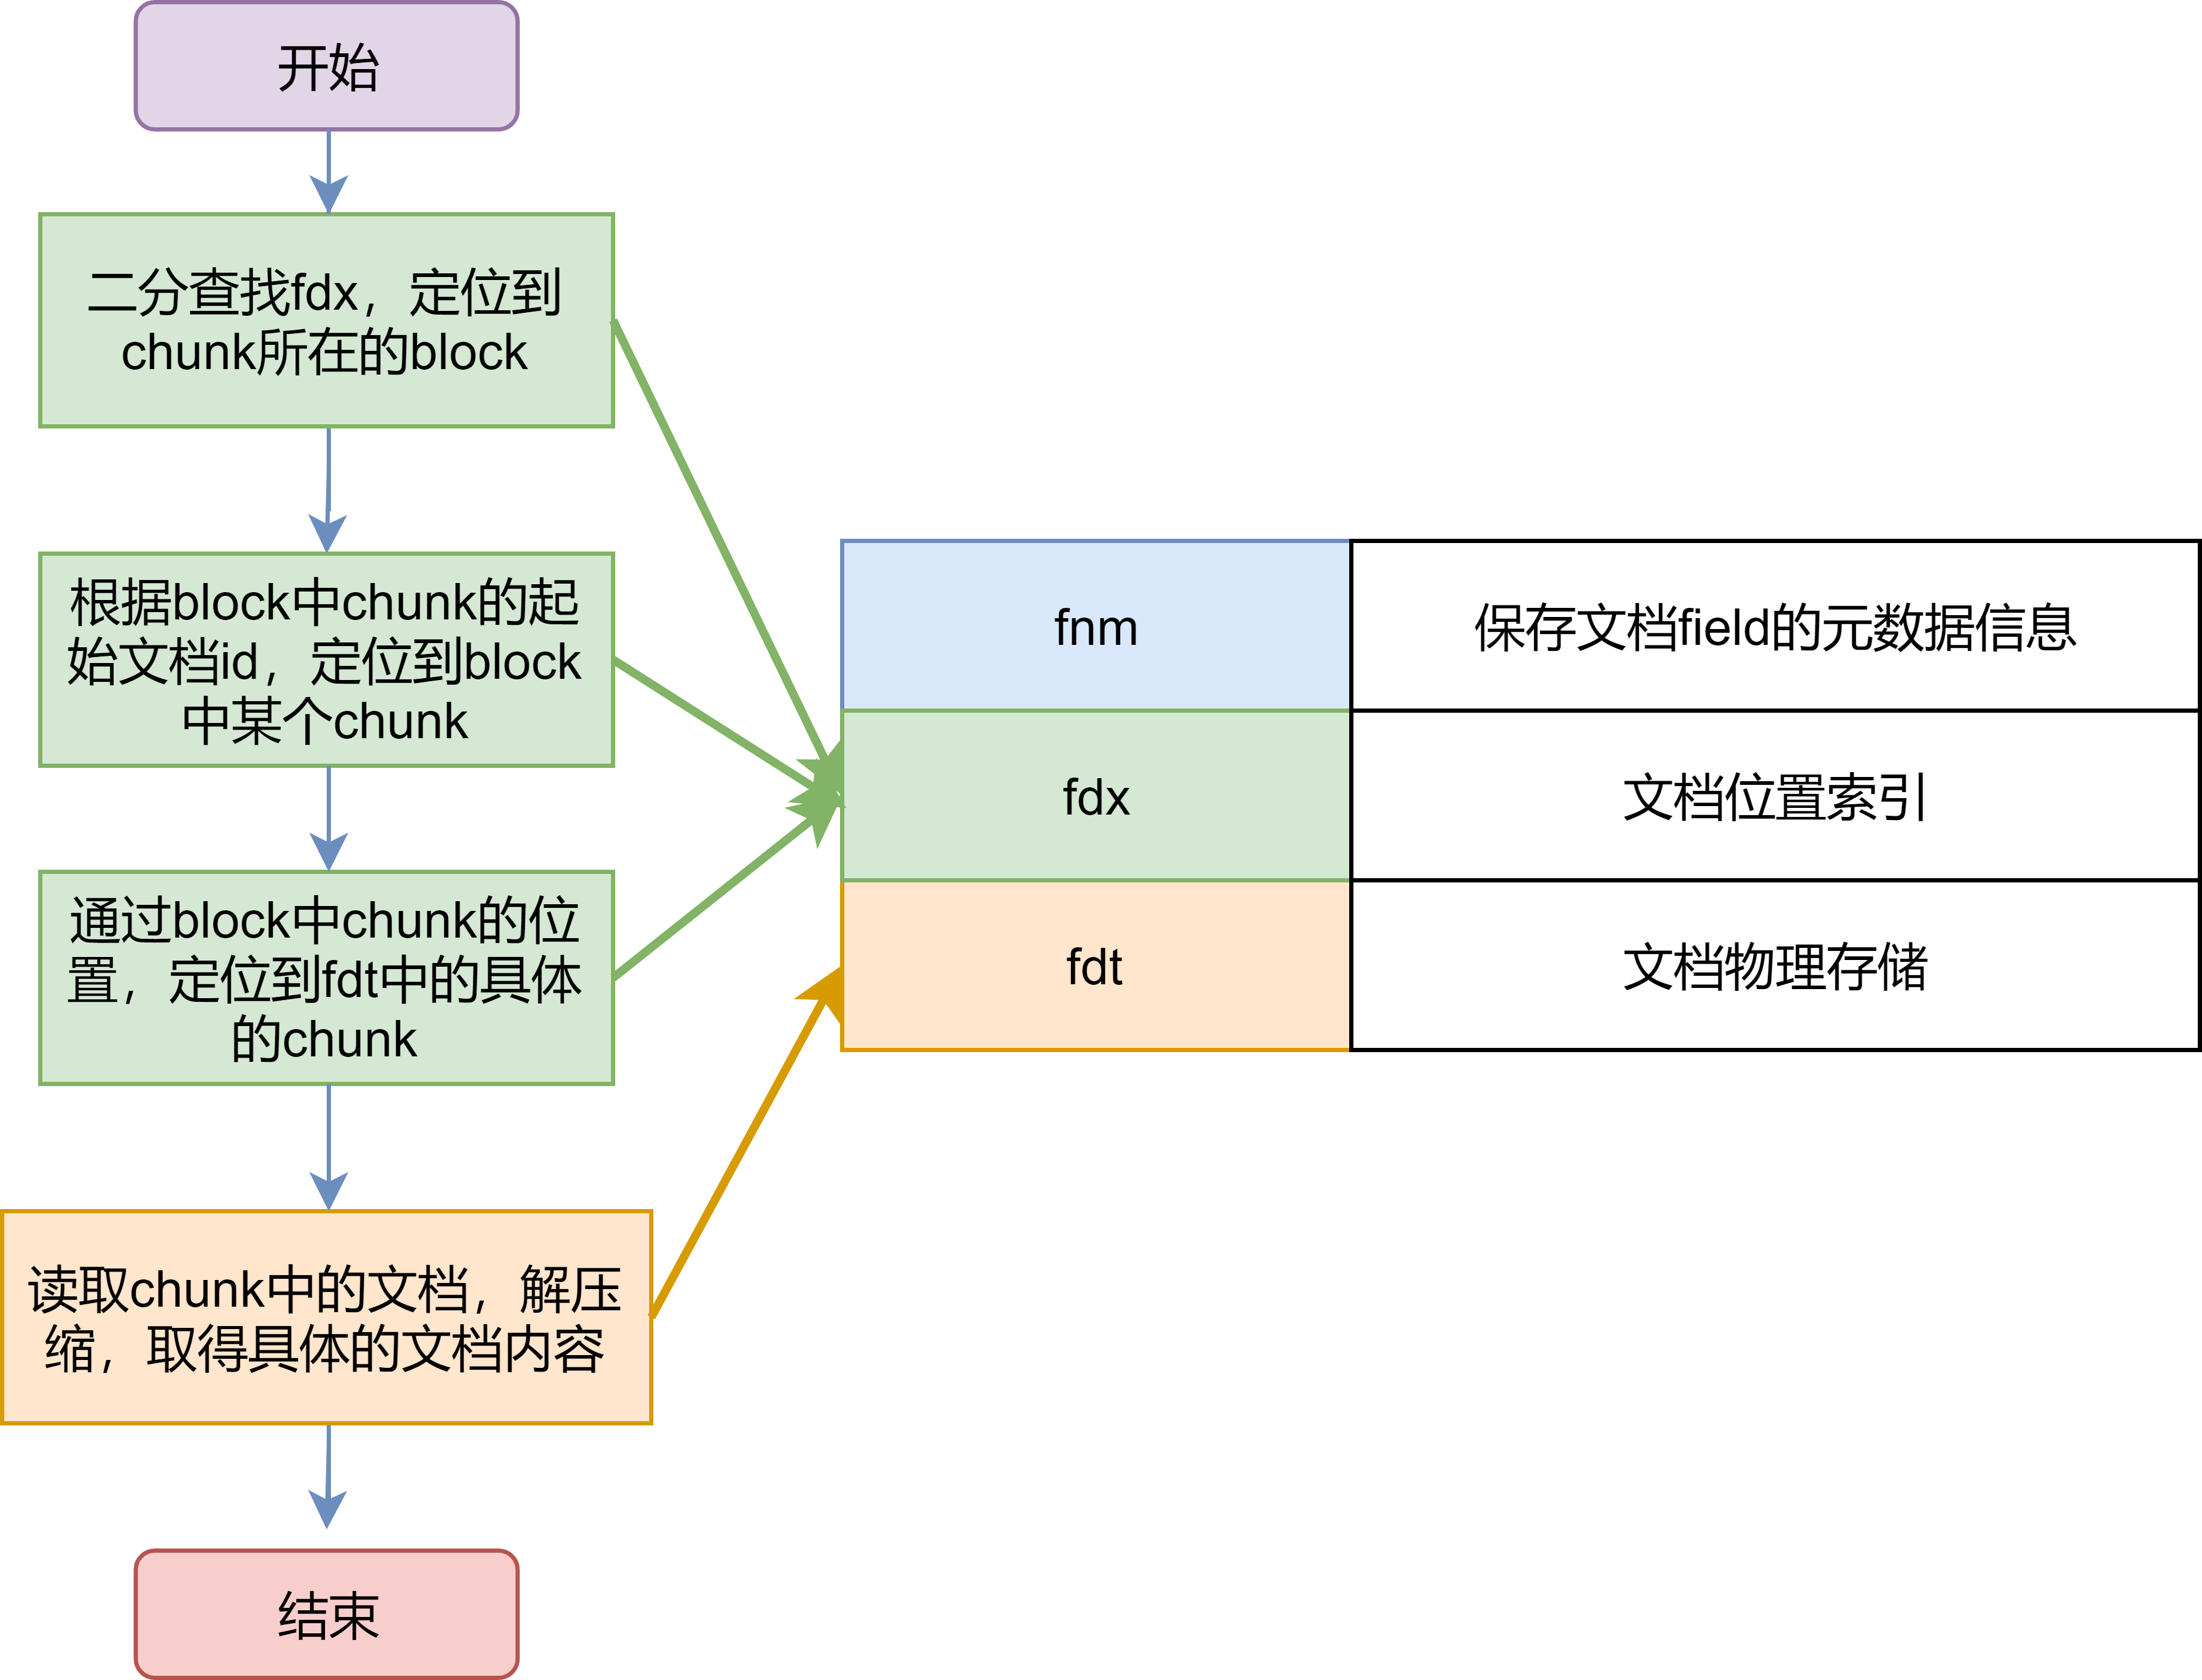 开始
二分查找fdx，定位到
chunk所在的block
根据block中chunk的起
始文档id，定位到block
中某个chunk
通过block中chunk的位
置，定位到fdt中的具体
的chunk
读取chunk中的文档，解压
缩，取得具体的文档内容
结束
fnm
保存文档field的元数据信息
fdx
文档位置索引
fdt
文档物理存储